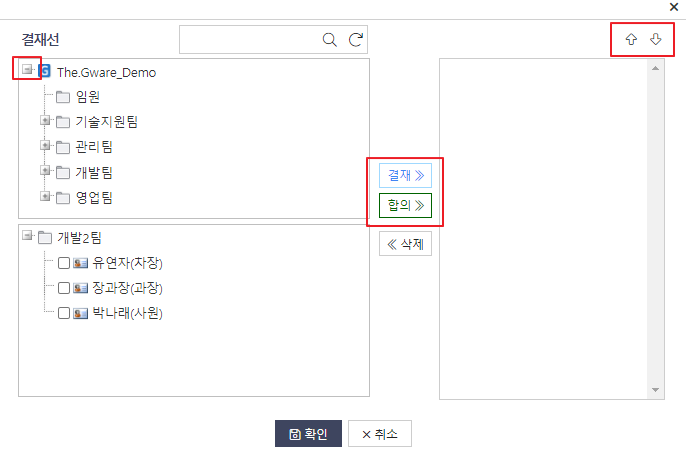 결재선
The.Gware_Demo
임원
기술지원팀
관리팀
개발팀
영업팀
결재
합의
삭제
개발2팀
유연자(차장)
장과장(과장)
박나래(사원)
확인
취소